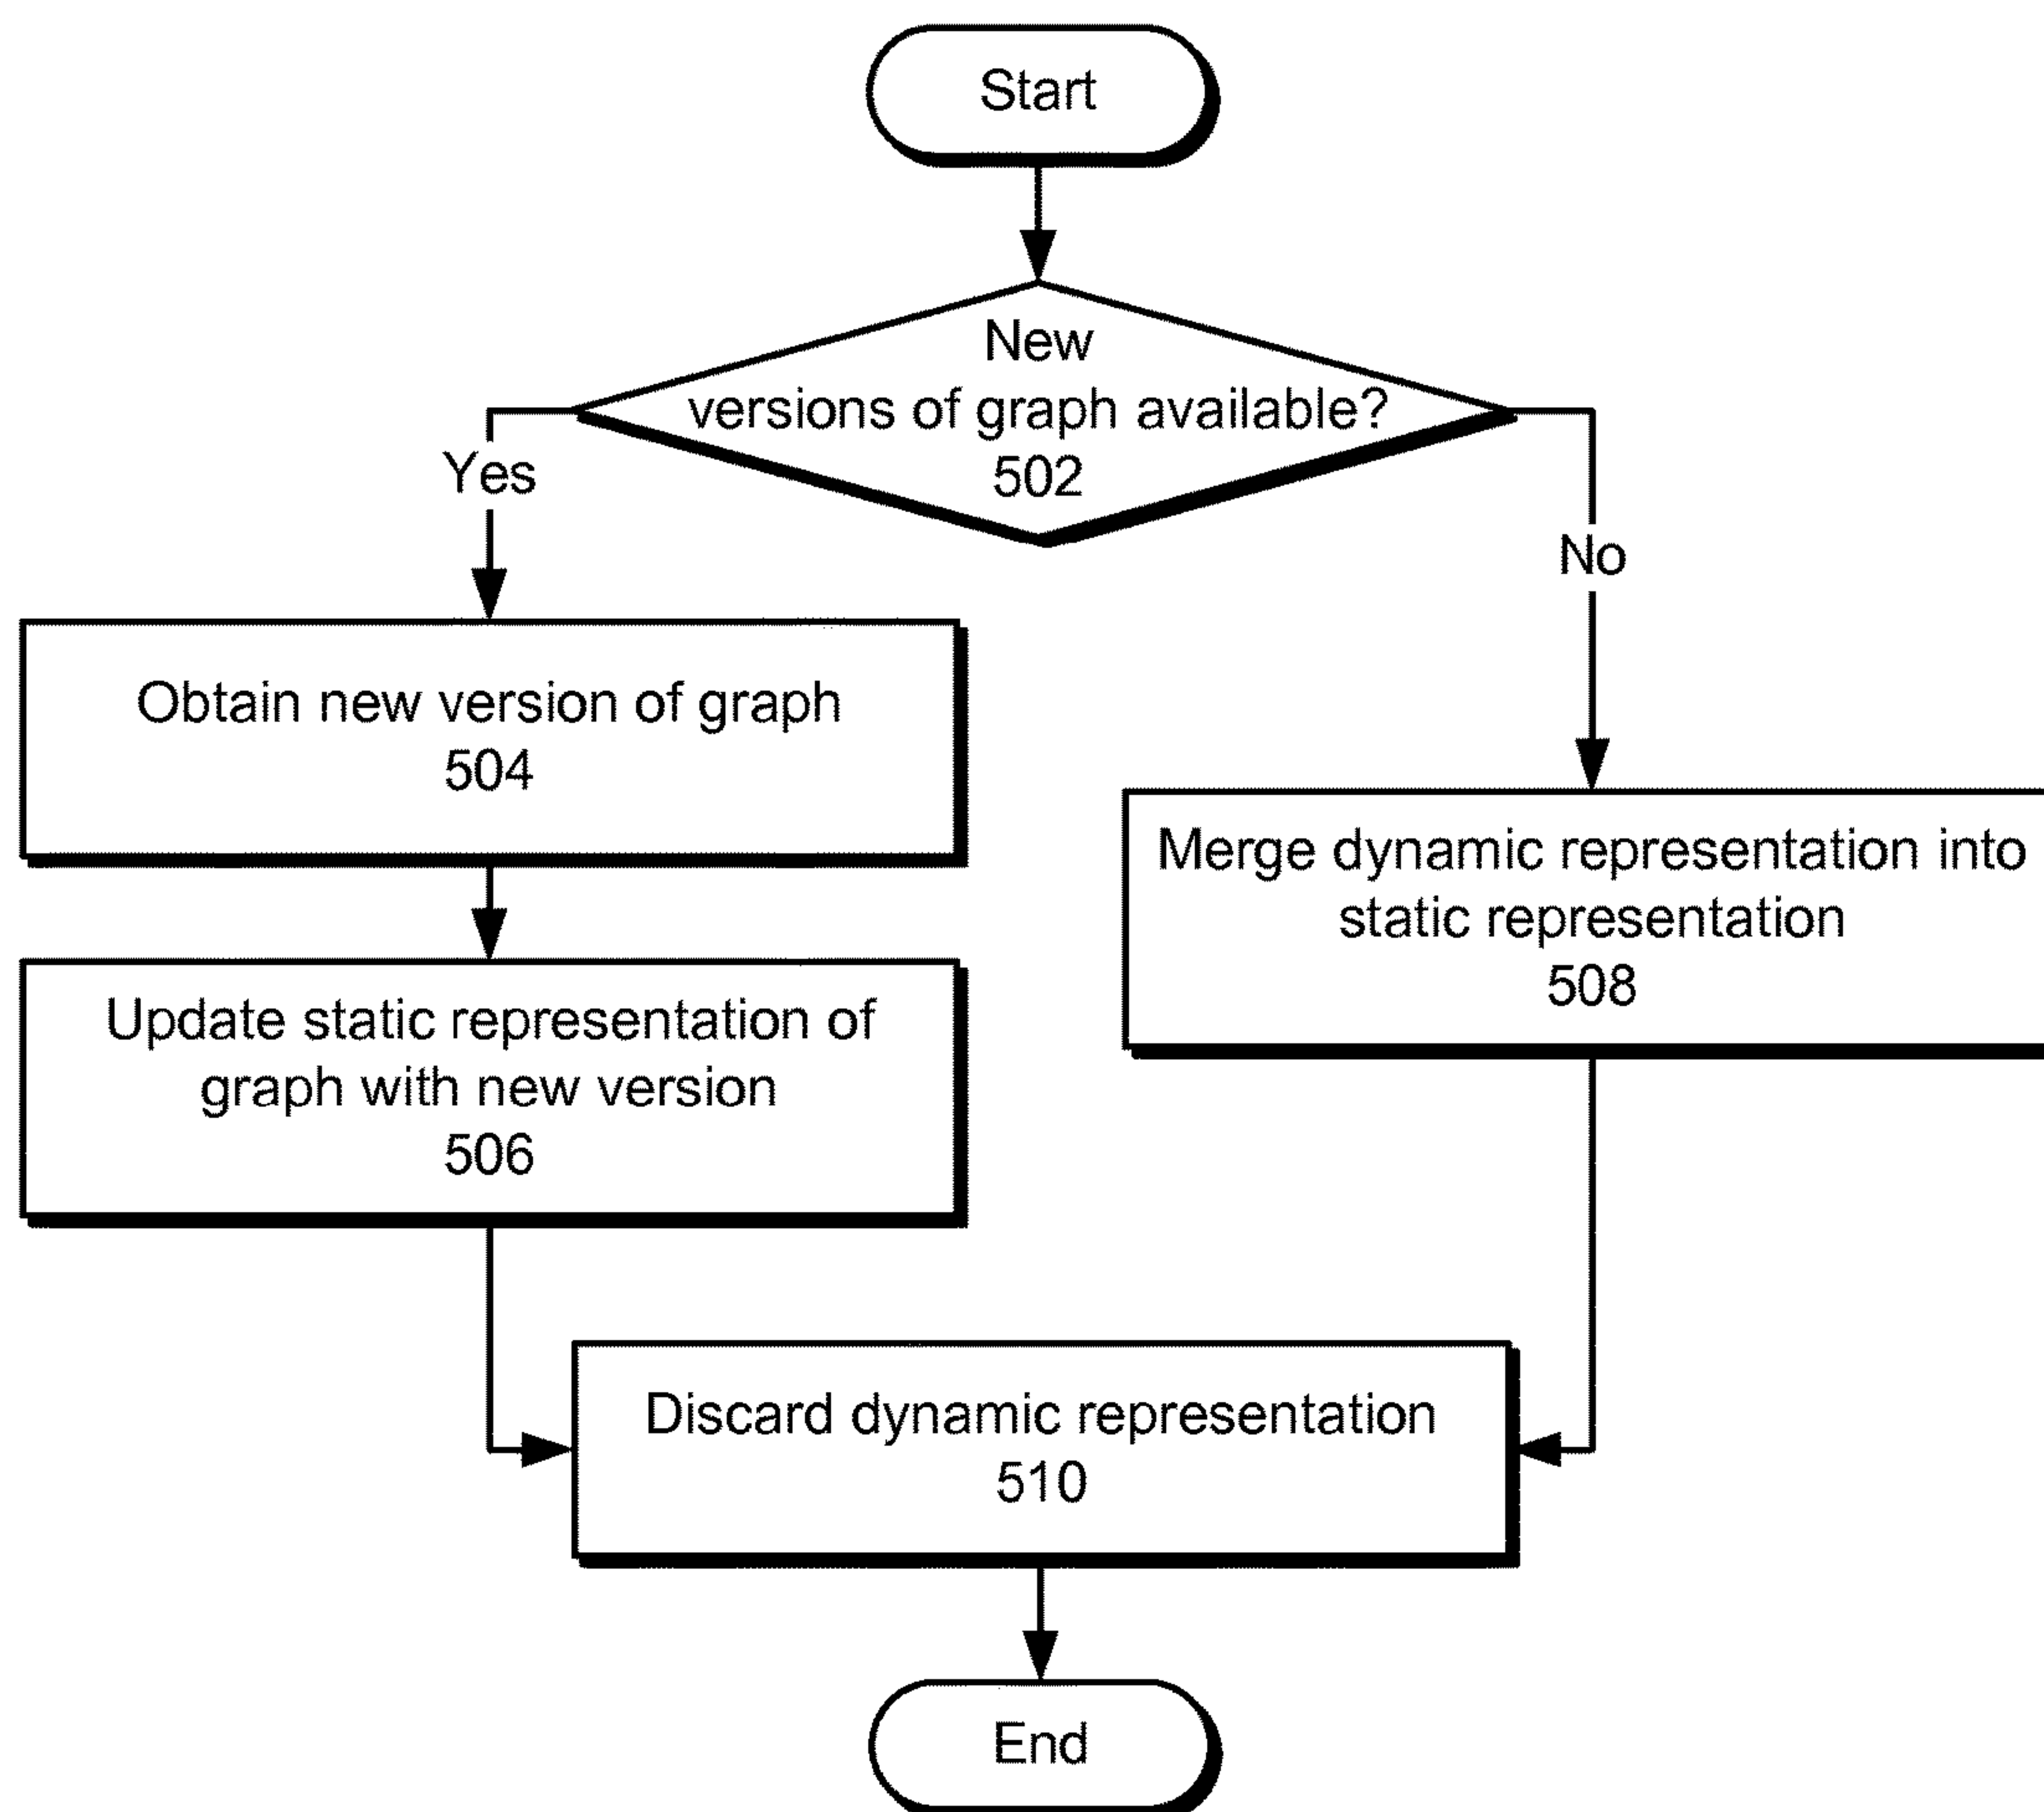 Start
New
versions of graph available?
502
Yes
No
Obtain new version of graph
504
Merge dynamic representation into
static representation
508
Update static representation of
graph with new version
506
Discard dynamic representation
510
End